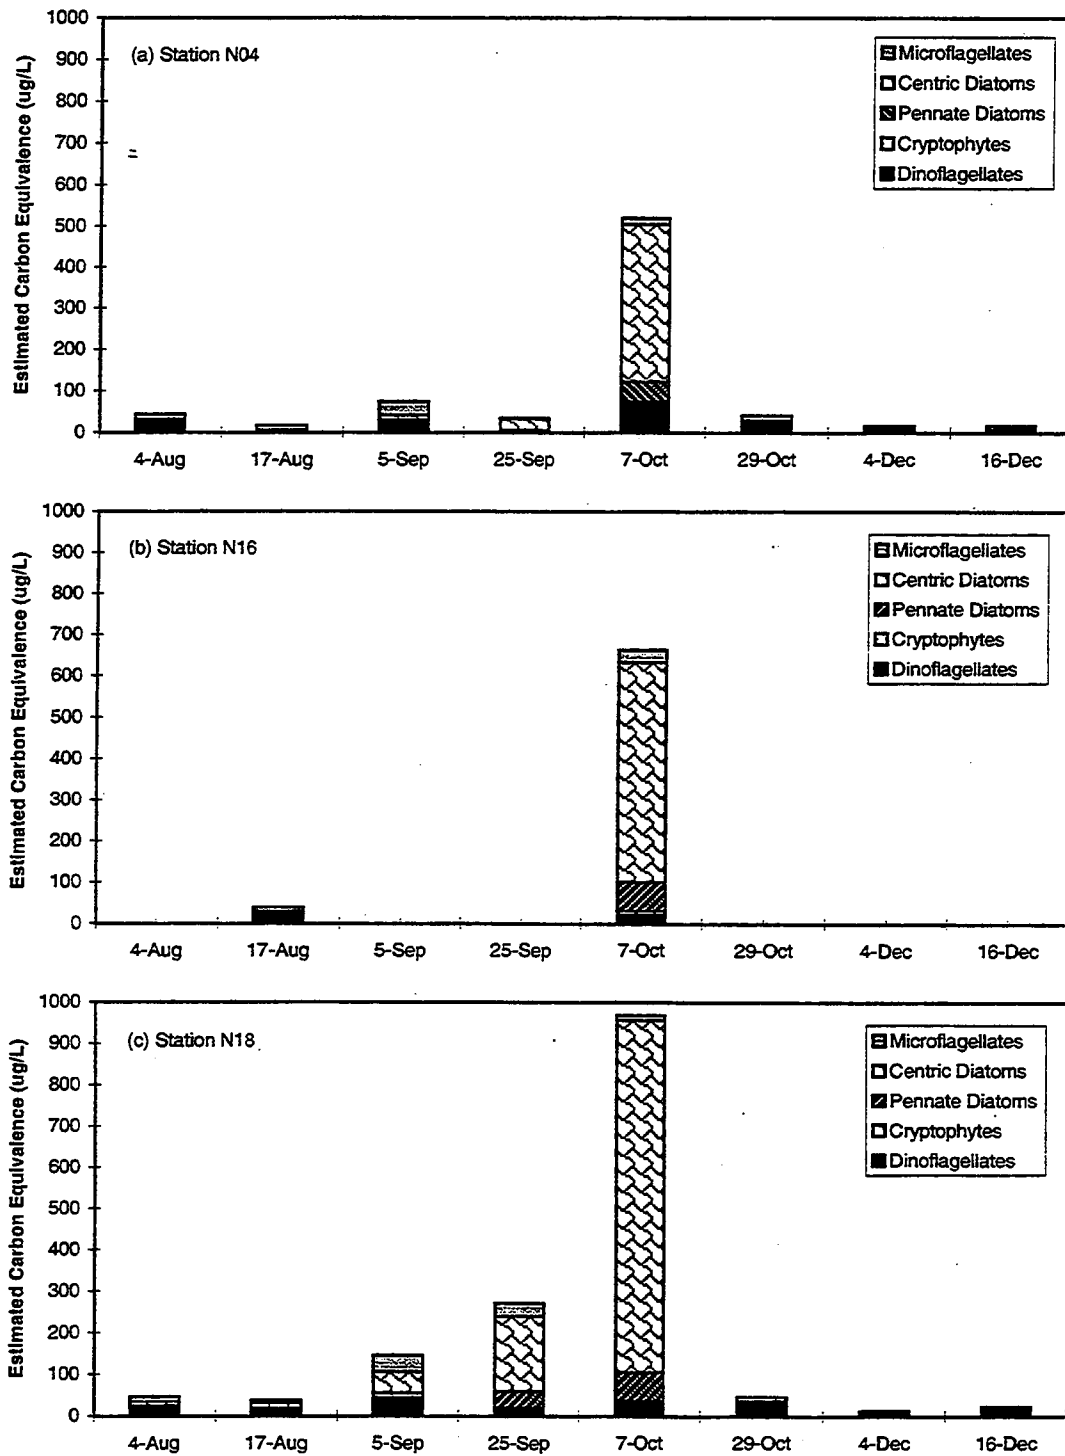 (a) Station N04
Estimated Carbon Equivalence (ug/L)
1000
900
800
700
600
500
400
300
200
100
0
Microflagellates
Centric Diatoms
Pennate Diatoms
Cryptophytes
Dinoflagellates
4-Aug 17-Aug 5-Sep 25-Sep 7-Oct 29-Oct 4-Dec 16-Dec
(b) Station N16
Estimated Carbon Equivalence (ug/L)
1000
900
800
700
600
500
400
300
200
100
0
Microflagellates
Centric Diatoms
Pennate Diatoms
Cryptophytes
Dinoflagellates
4-Aug 17-Aug 5-Sep 25-Sep 7-Oct 29-Oct 4-Dec 16-Dec
(c) Station N18
Estimated Carbon Equivalence (ug/L)
1000
900
800
700
600
500
400
300
200
100
0
Microflagellates
Centric Diatoms
Pennate Diatoms
Cryptophytes
Dinoflagellates
4-Aug 17-Aug 5-Sep 25-Sep 7-Oct 29-Oct 4-Dec 16-Dec